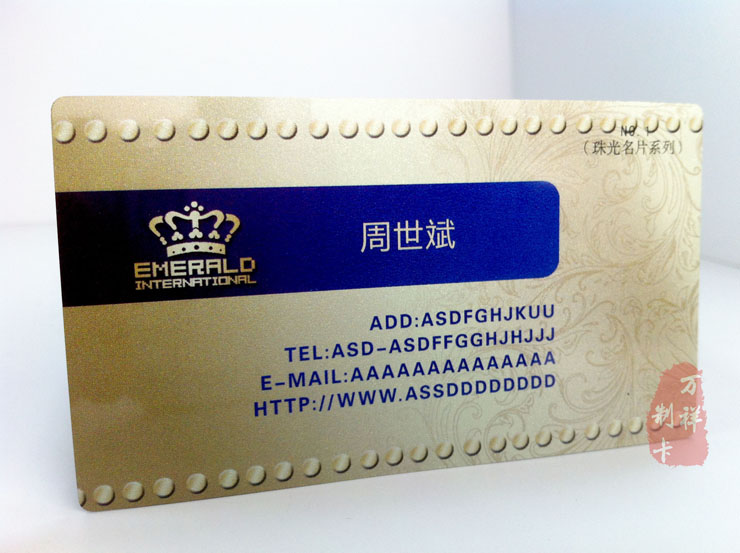 NO.1
（珠光名片系列）
EMERALD
INTERNATIONAL
周世斌
ADD:ASDFGHJKUU
TEL:ASD-ASDFFGGHJHJJJ
E-MAIL:AAAAAAAAAAAAAAA
HTTP://WWW.ASSDDDDDDDD
万祥
制卡